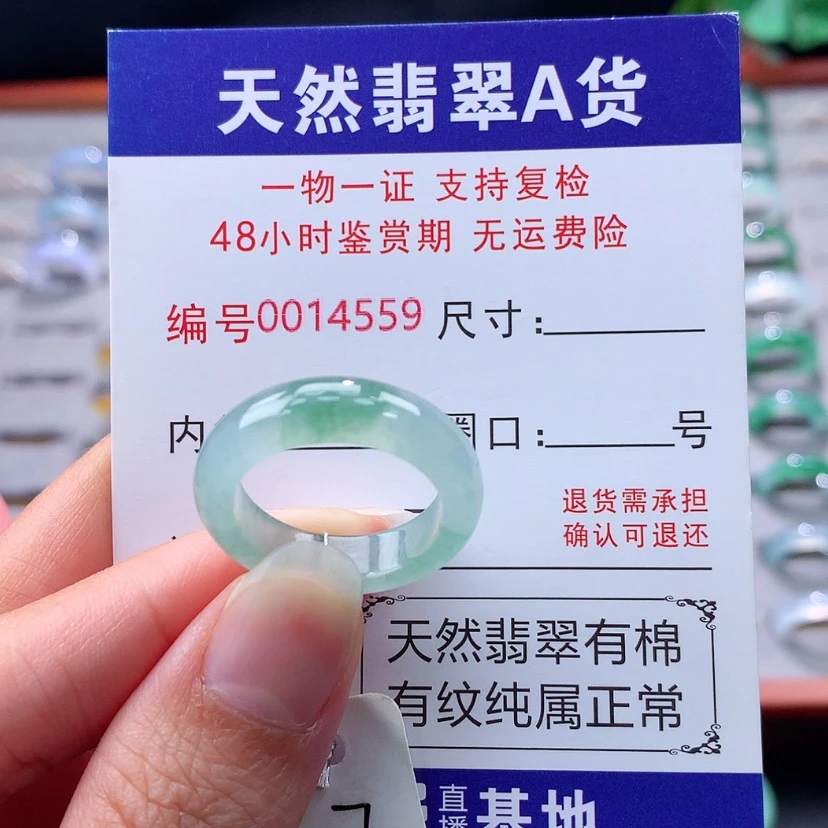 天然翡翠A货
一物一证 支持复检
48小时鉴赏期 无运费险
编号0014559 尺寸:
内 圈口: 号
退货需承担
确认可退还
天然翡翠有棉
有纹纯属正常
直播 基地